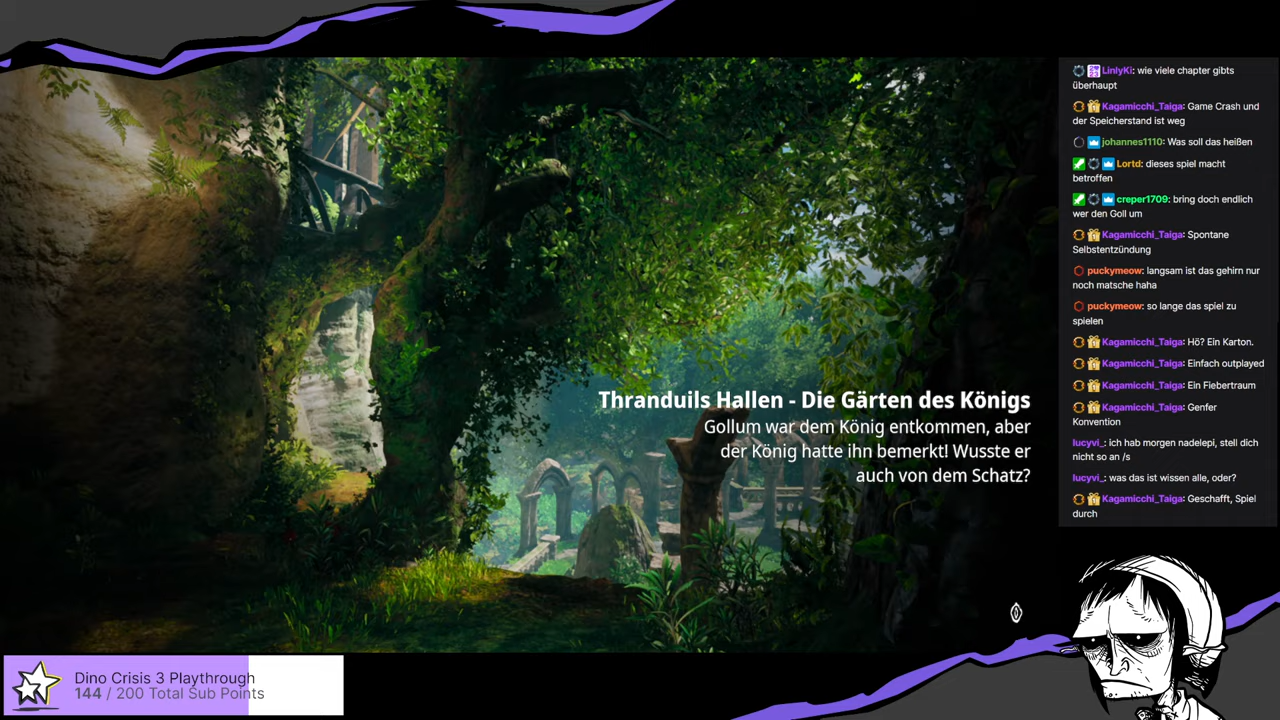 LinlyKi: wie viele chapter gibts
überhaupt
Kagamicchi_Taiga: Game Crash und
der Speicherstand ist weg
johannes1110: Was soll das heißen
Lortd: dieses spiel macht
betroffen
creper1709: bring doch endlich
wer den Goll um
Kagamicchi_Taiga: Spontane
Selbstentzündung
puckymeow: langsam ist das gehirn nur
noch matsche haha
puckymeow: so lange das spiel zu
spielen
Kagamicchi_Taiga: Hö? Ein Karton.
Kagamicchi_Taiga: Einfach outplayed
Kagamicchi_Taiga: Ein Fiebertraum
Kagamicchi_Taiga: Genfer
Konvention
lucyvi_: ich hab morgen nadelepi, stell dich
nicht so an /s
lucyvi_: was das ist wissen alle, oder?
Kagamicchi_Taiga: Geschafft, Spiel
durch
Thranduils Hallen - Die Gärten des Königs
Gollum war dem König entkommen, aber
der König hatte ihn bemerkt! Wusste er
auch von dem Schatz?
Dino Crisis 3 Playthrough
144 / 200 Total Sub Points